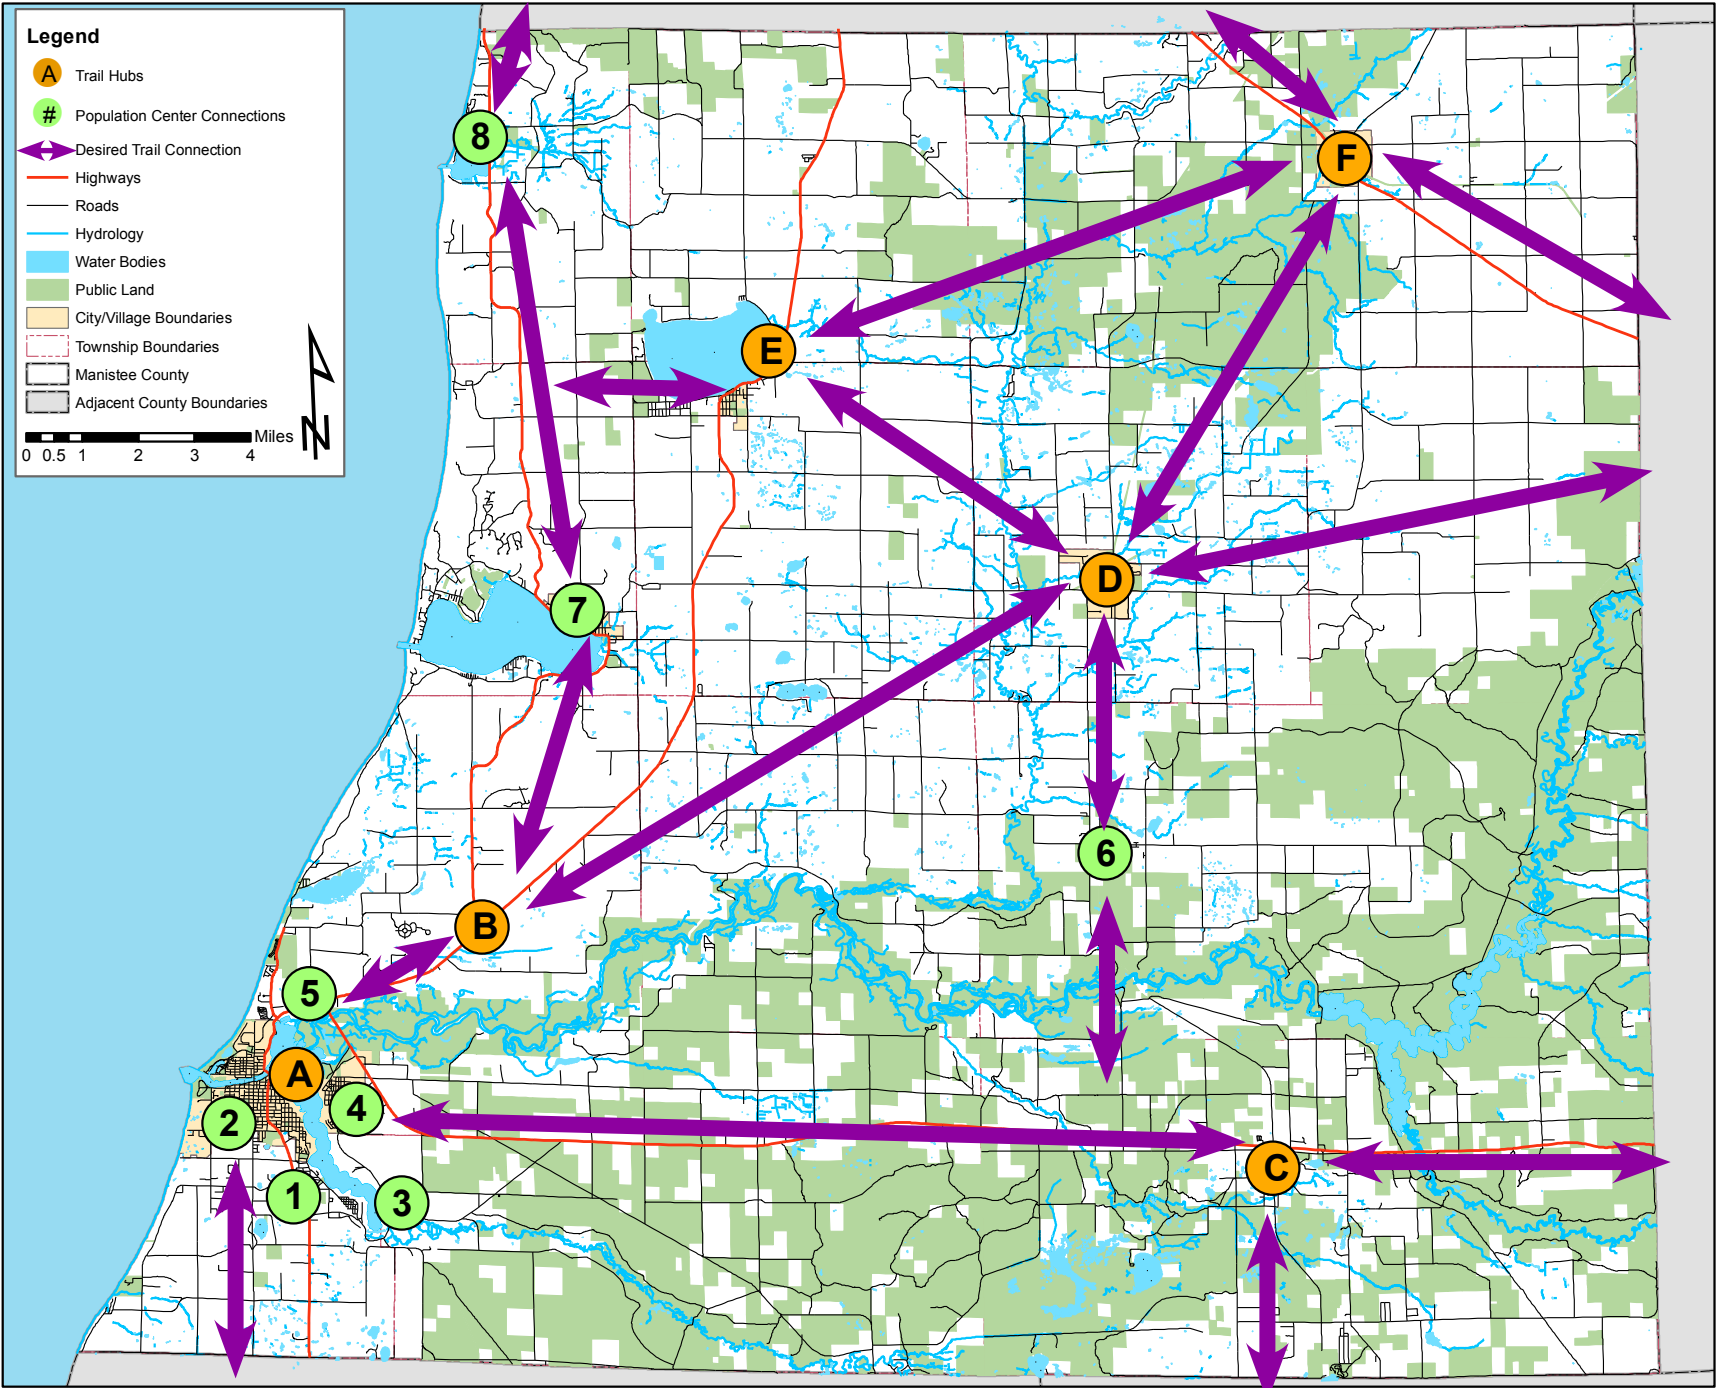 Legend
A Trail Hubs
# Population Center Connections
Desired Trail Connection
Highways
Roads
Hydrology
Water Bodies
Public Land
City/Village Boundaries
Township Boundaries
Manistee County
Adjacent County Boundaries
Miles
0 0.5 1 2 3 4
N
8
F
E
7
D
6
B
5
A
4
2
C
1
3